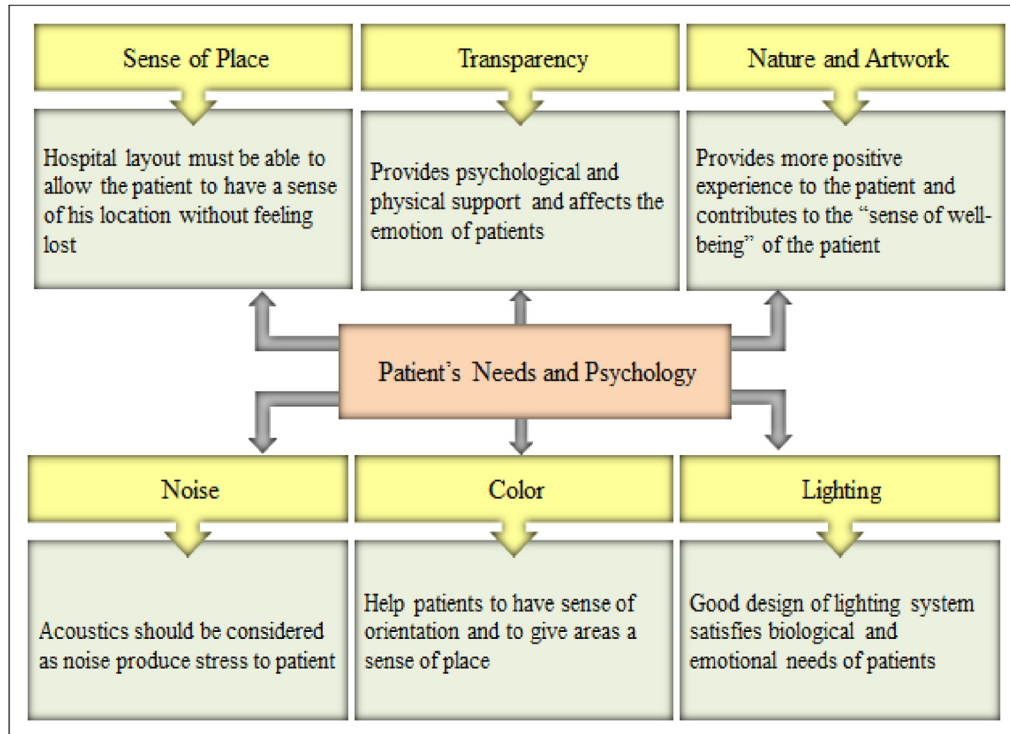 Sense of Place
Transparency
Nature and Artwork
Hospital layout must be able to
allow the patient to have a sense
of his location without feeling
lost
Provides psychological and
physical support and affects the
emotion of patients
Provides more positive
experience to the patient and
contributes to the “sense of well-
being” of the patient
Patient’s Needs and Psychology
Noise
Color
Lighting
Acoustics should be considered
as noise produce stress to patient
Help patients to have sense of
orientation and to give areas a
sense of place
Good design of lighting system
satisfies biological and
emotional needs of patients